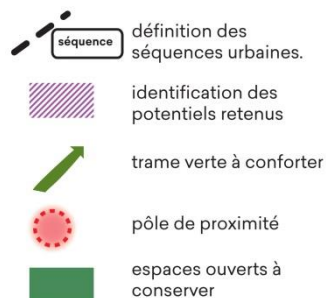 séquence
définition des
séquences urbaines.
identification des
potentiels retenus
trame verte à conforter
pôle de proximité
espaces ouverts à
conserver